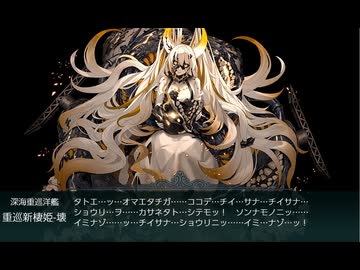 深海重巡洋艦
重巡新棲姫-壊
タトエ…ッ…オマエタチガ……ココデ…チイ…サナ…チイサナ…
ショウリ…ヲ……カサネタト…シテモッ！　ソンナモノニッ……
イミナゾ……ッ…チイサナ…ショウリニッ……イミ…ナゾ…ッ！